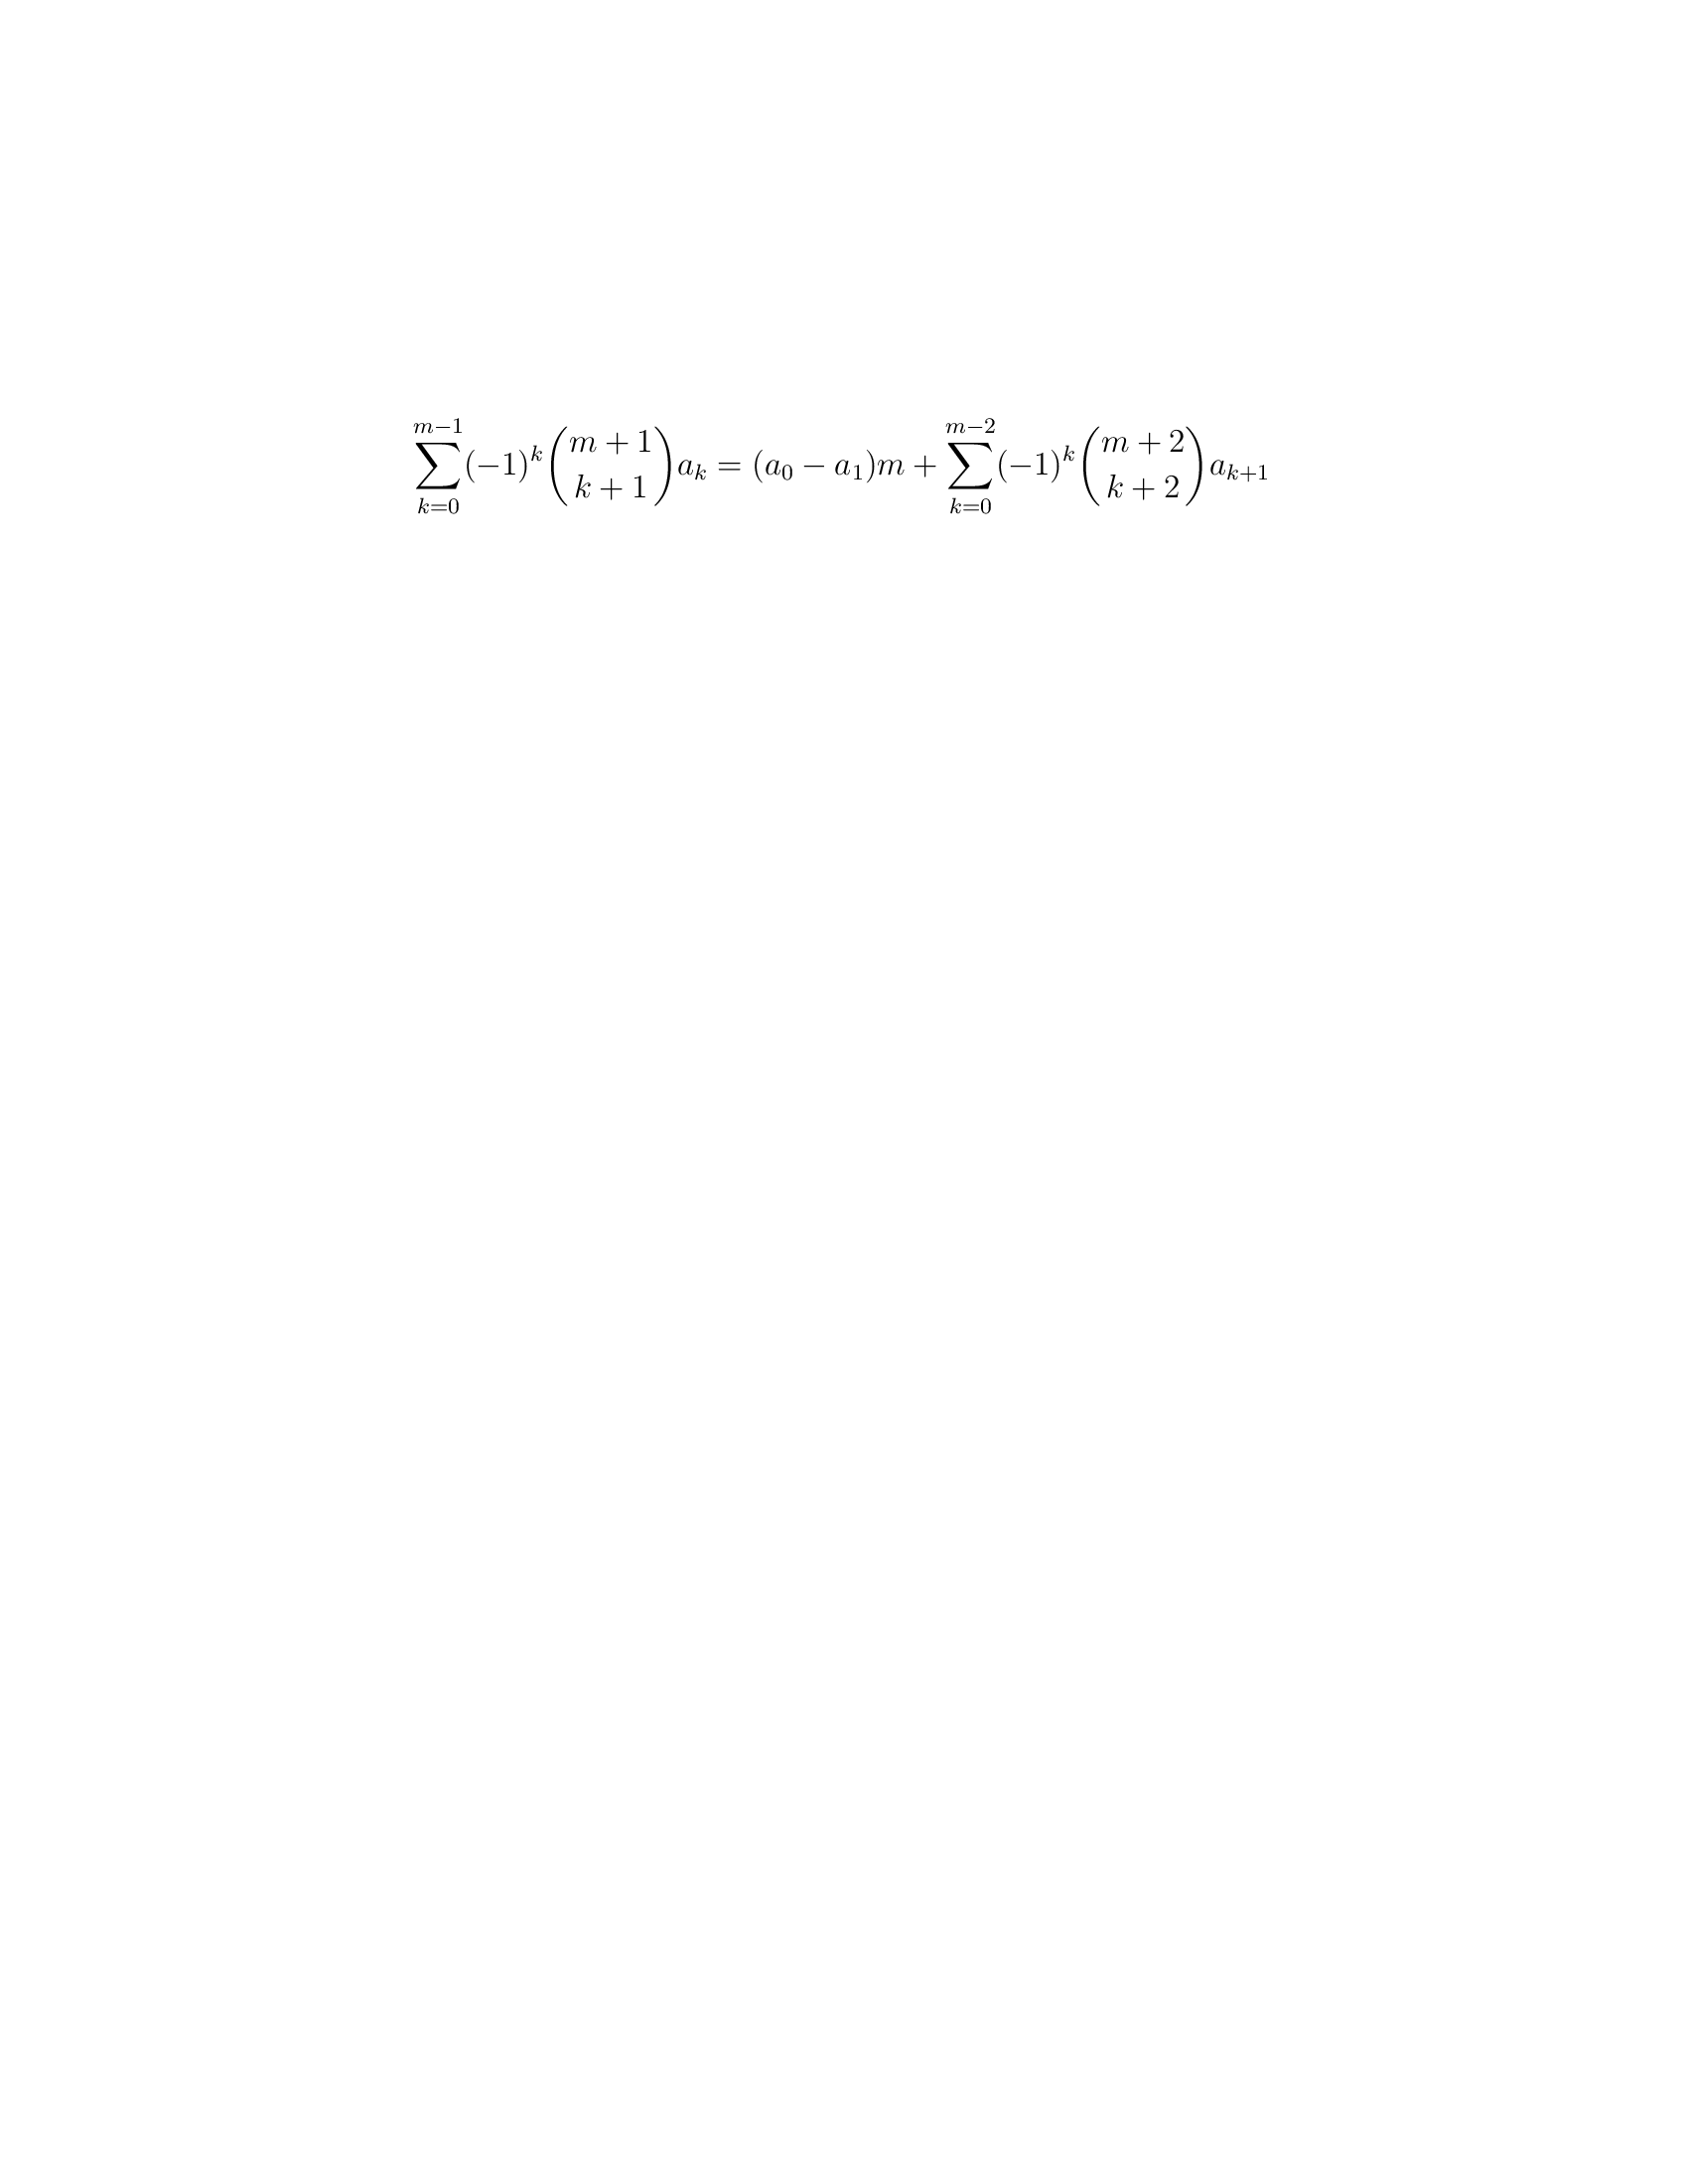 \sum_{k=0}^{m-1} (-1)^k \binom{m+1}{k+1} a_k = (a_0 - a_1)m + \sum_{k=0}^{m-2} (-1)^k \binom{m+2}{k+2} a_{k+1}